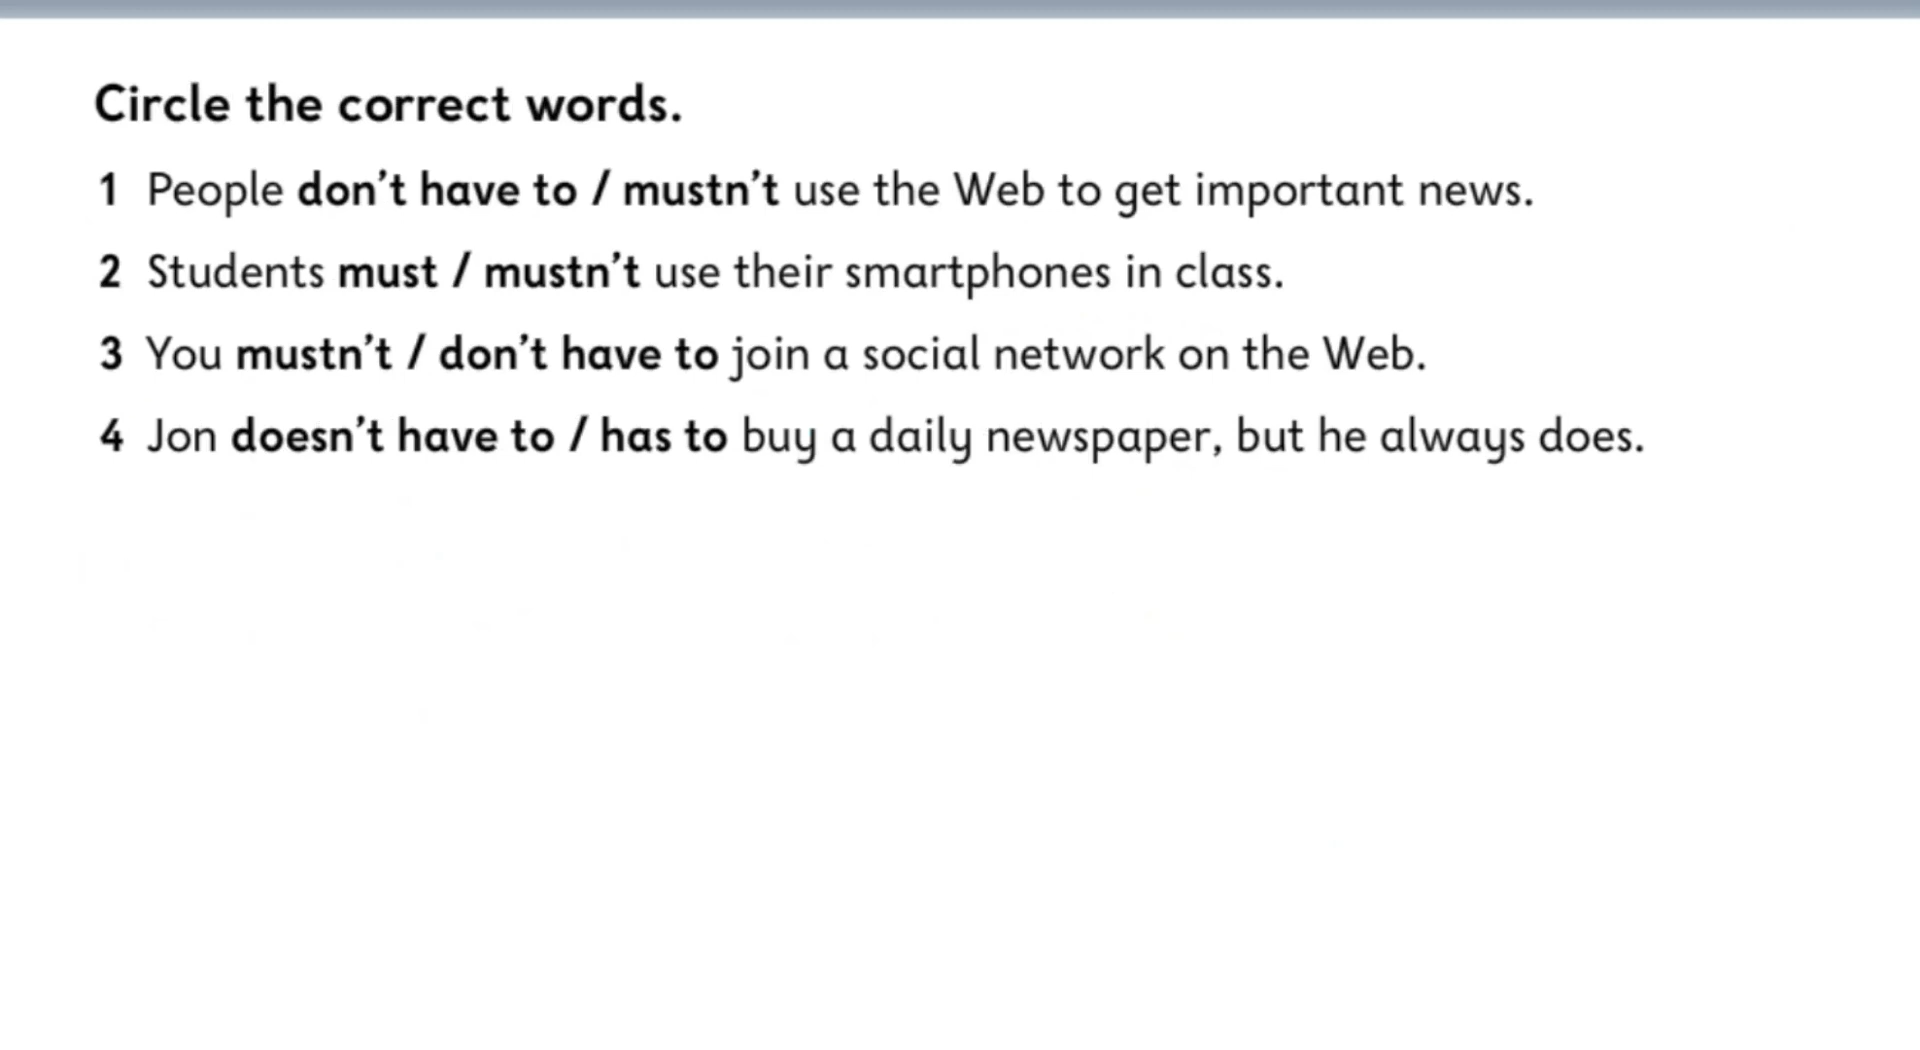 Circle the correct words.
1 People don't have to / mustn't use the Web to get important news.
2 Students must / mustn't use their smartphones in class.
3 You mustn't / don't have to join a social network on the Web.
4 Jon doesn't have to / has to buy a daily newspaper, but he always does.